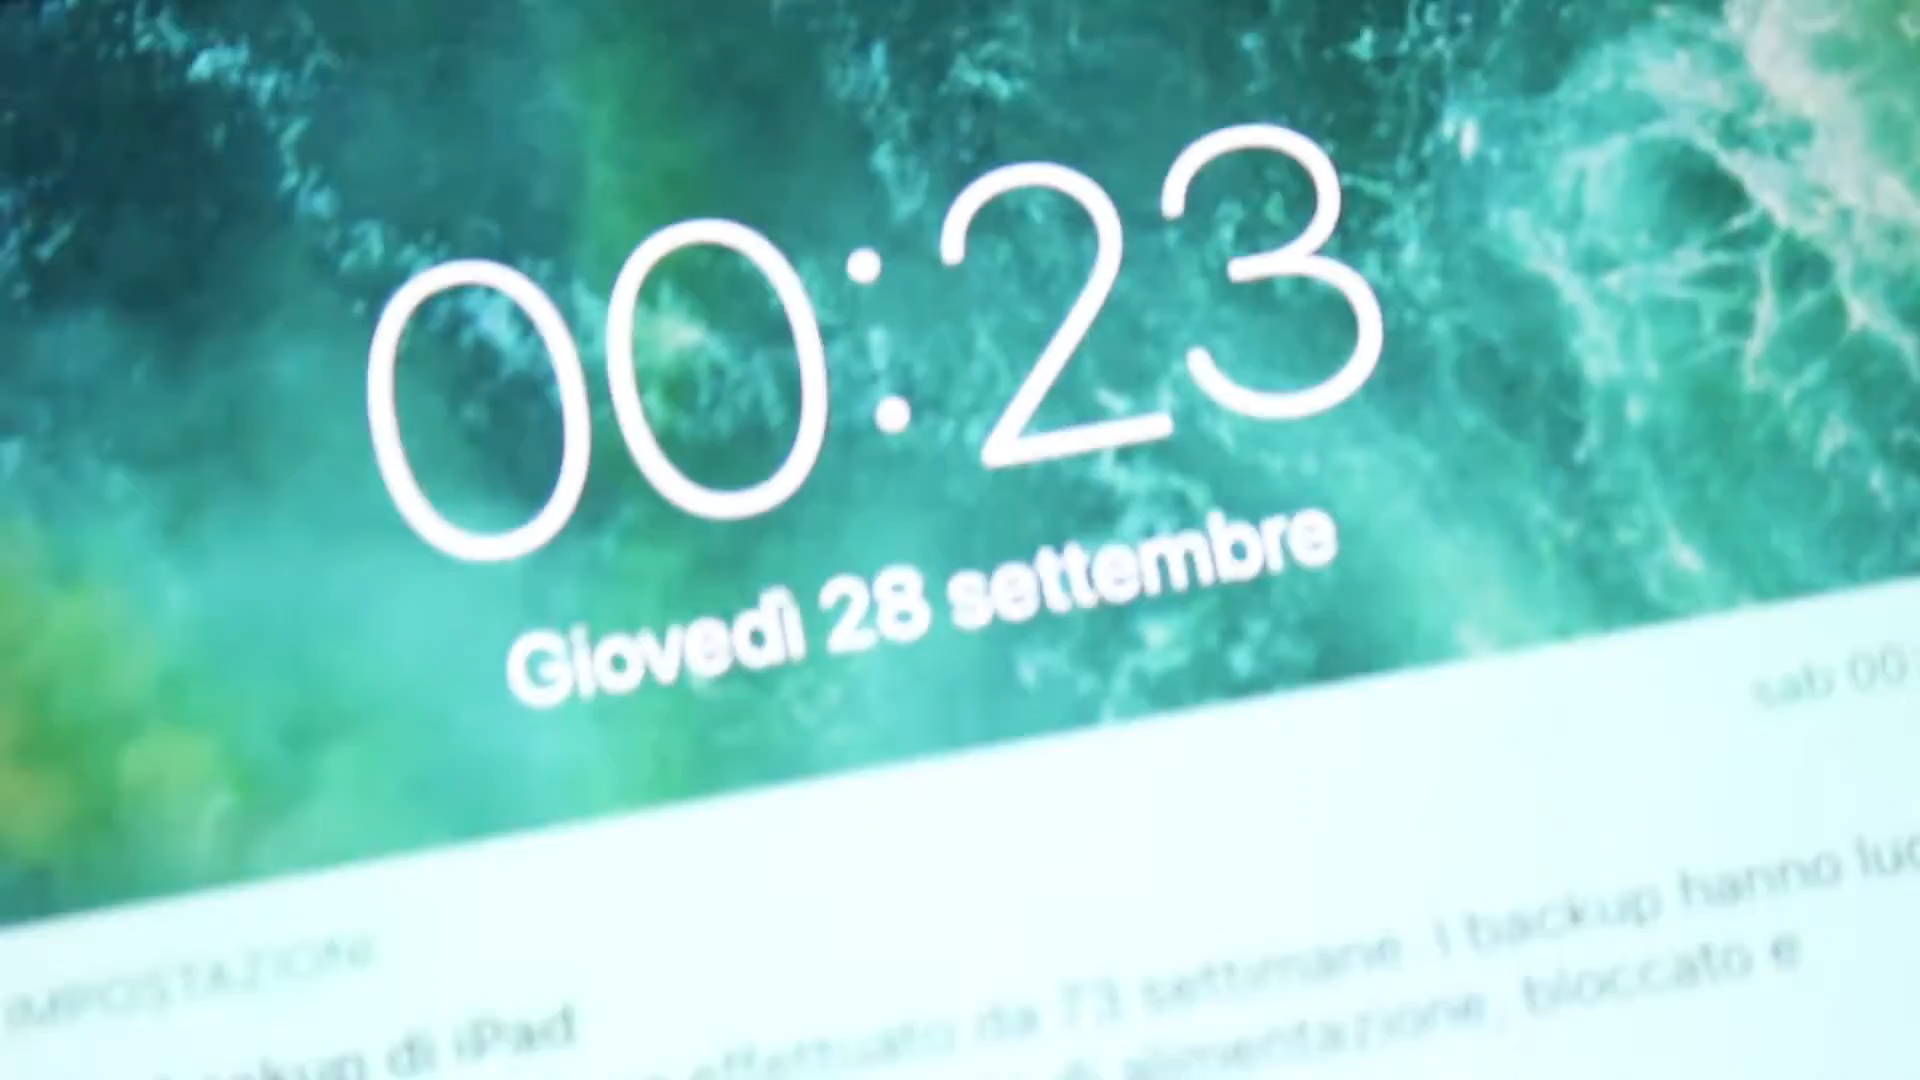 00:23
Giovedì 28 settembre
sab 00:
IMPOSTAZIONI
backup di iPad
effettuato da 73 settimane. I backup hanno
di alimentazione, bloccato e